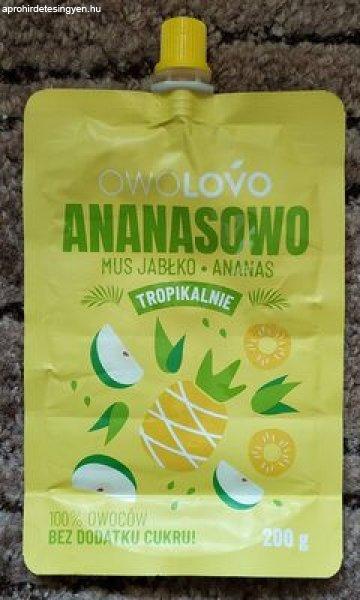 aprohirdetesingyen.hu
OWOLOVO
ANANASOWO
MUS JABŁKO • ANANAS
TROPIKALNIE
100% OWOCÓW
BEZ DODATKU CUKRU!
200 g